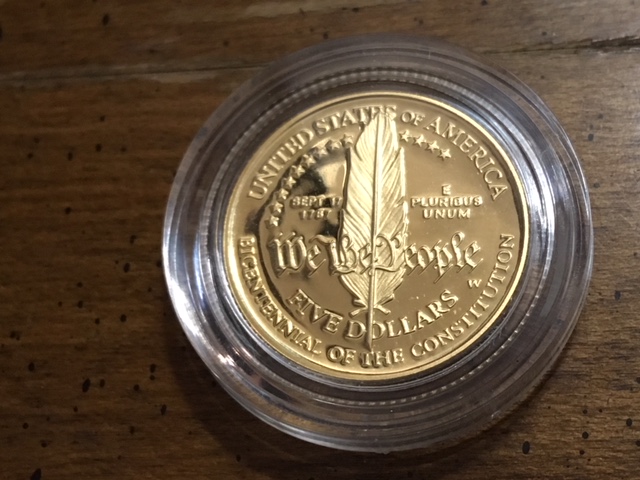 UNITED STATES OF AMERICA
SEPT 17
1787
E
PLURIBUS
UNUM
We The People
W
FIVE DOLLARS
BICENTENNIAL OF THE CONSTITUTION